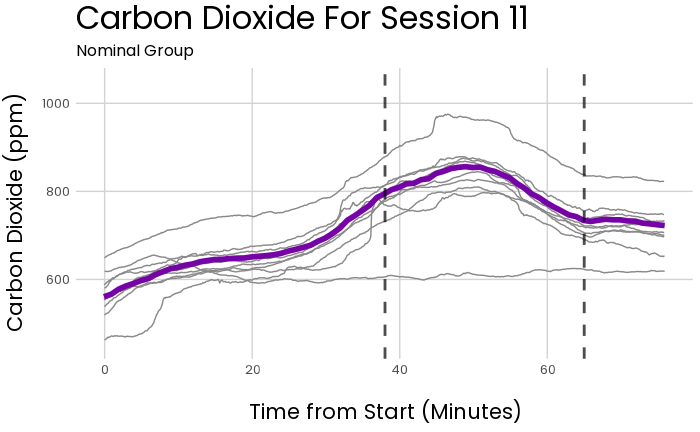 Carbon Dioxide For Session 11
Nominal Group
Carbon Dioxide (ppm)
1000
800
600
0 20 40 60
Time from Start (Minutes)